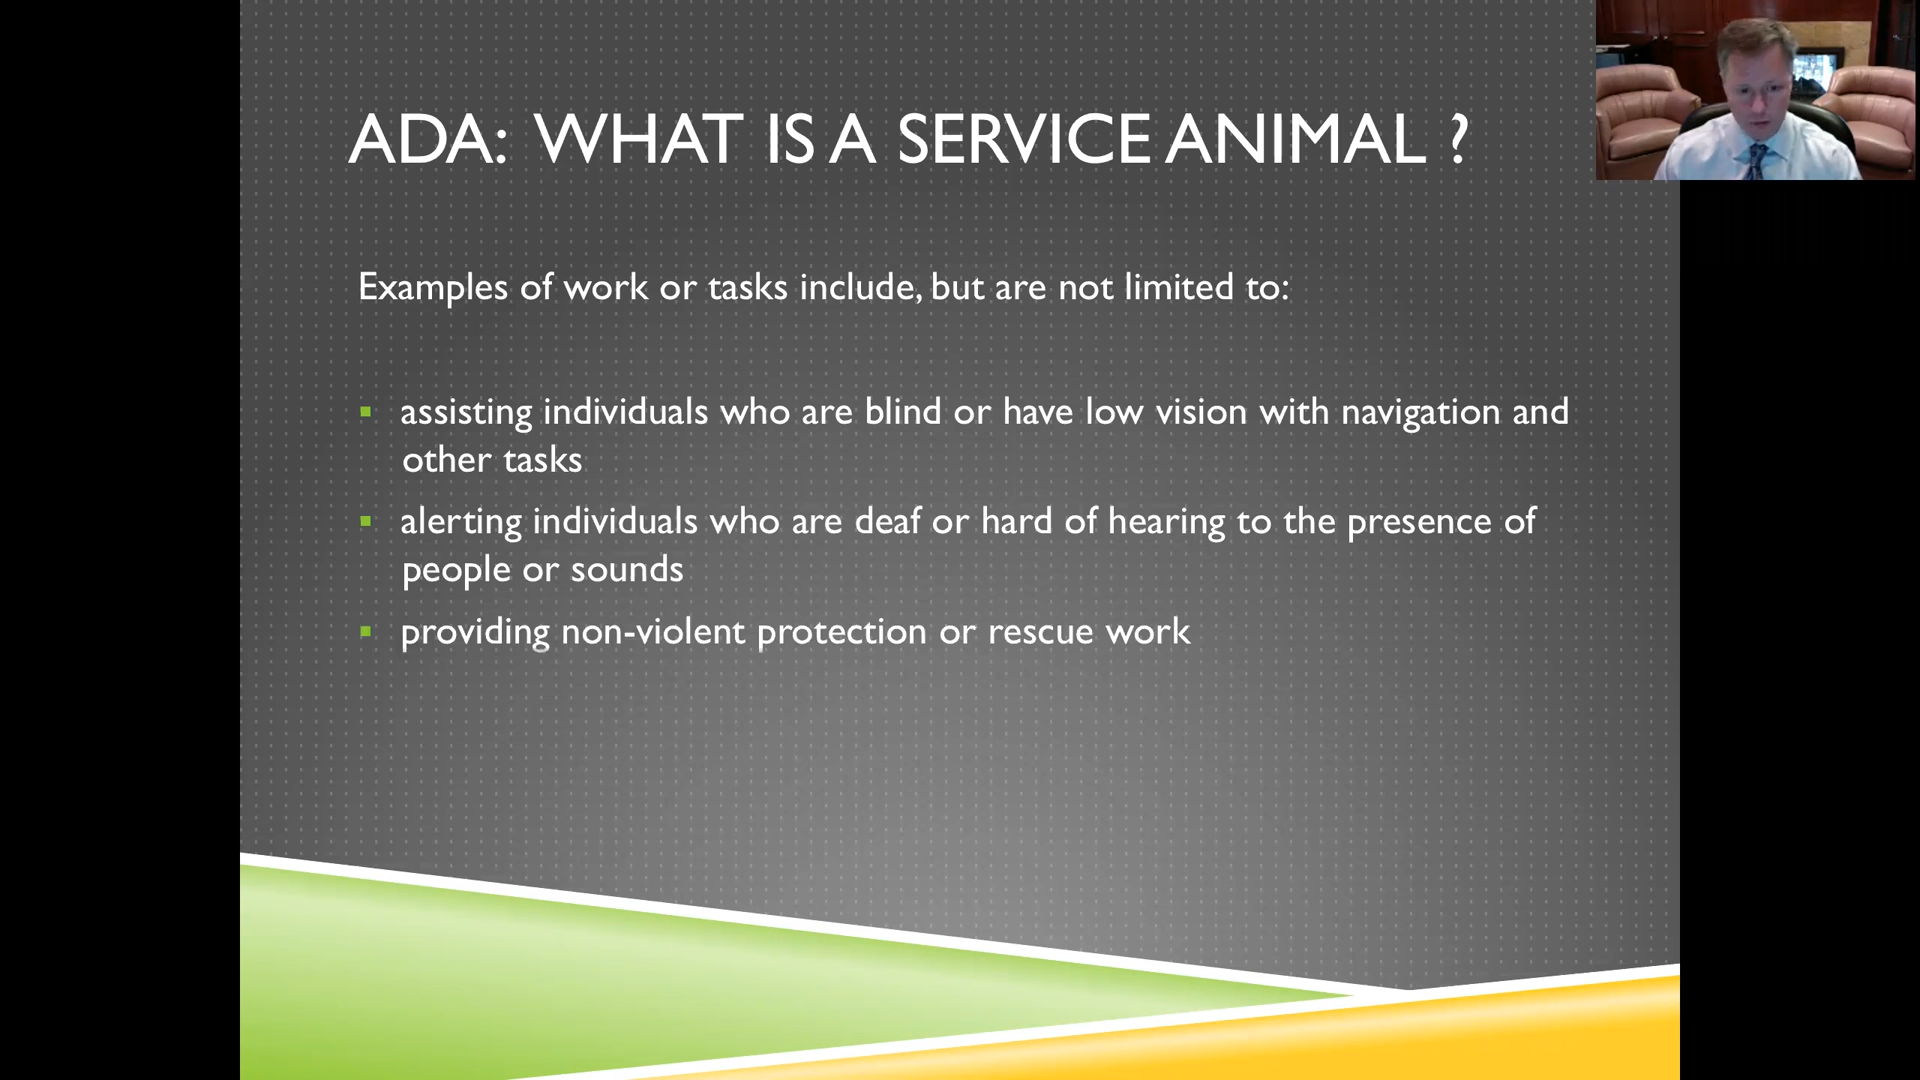 ADA: WHAT IS A SERVICE ANIMAL ?
Examples of work or tasks include, but are not limited to:
▪ assisting individuals who are blind or have low vision with navigation and
other tasks
▪ alerting individuals who are deaf or hard of hearing to the presence of
people or sounds
▪ providing non-violent protection or rescue work